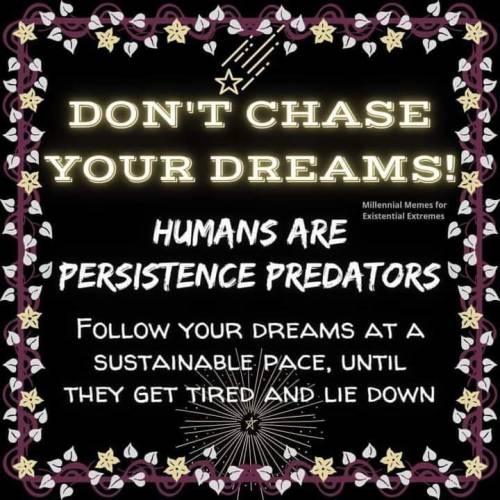 DON'T CHASE
YOUR DREAMS!
Millennial Memes for
Existential Extremes
HUMANS ARE
PERSISTENCE PREDATORS
FOLLOW YOUR DREAMS AT A
SUSTAINABLE PACE, UNTIL
THEY GET TIRED AND LIE DOWN